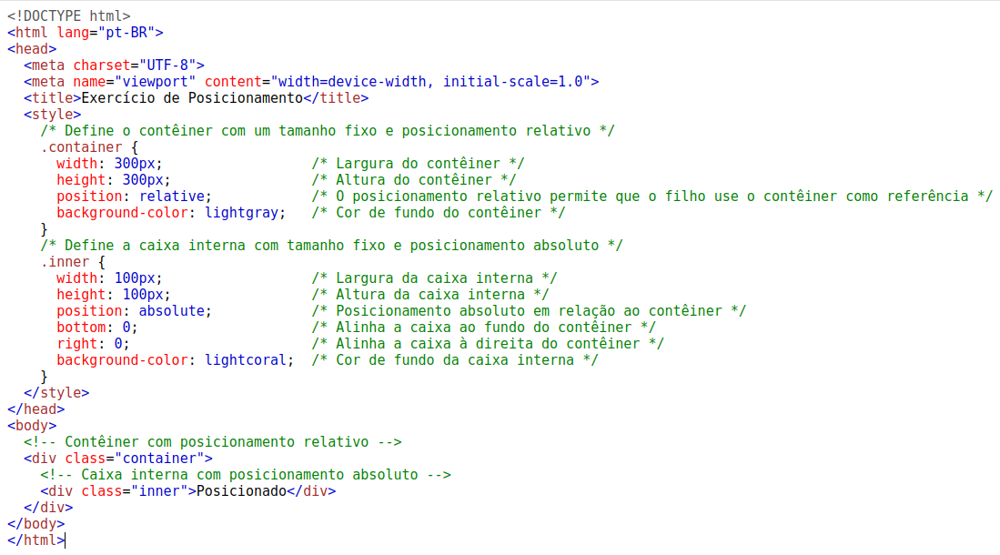 <!DOCTYPE html>
<html lang="pt-BR">
<head>
  <meta charset="UTF-8">
  <meta name="viewport" content="width=device-width, initial-scale=1.0">
  <title>Exercício de Posicionamento</title>
  <style>
    /* Define o contêiner com um tamanho fixo e posicionamento relativo */
    .container {
      width: 300px;                  /* Largura do contêiner */
      height: 300px;                 /* Altura do contêiner */
      position: relative;            /* O posicionamento relativo permite que o filho use o contêiner como referência */
      background-color: lightgray;   /* Cor de fundo do contêiner */
    }
    /* Define a caixa interna com tamanho fixo e posicionamento absoluto */
    .inner {
      width: 100px;                  /* Largura da caixa interna */
      height: 100px;                 /* Altura da caixa interna */
      position: absolute;            /* Posicionamento absoluto em relação ao contêiner */
      bottom: 0;                     /* Alinha a caixa ao fundo do contêiner */
      right: 0;                      /* Alinha a caixa à direita do contêiner */
      background-color: lightcoral;  /* Cor de fundo da caixa interna */
    }
  </style>
</head>
<body>
  <!-- Contêiner com posicionamento relativo -->
  <div class="container">
    <!-- Caixa interna com posicionamento absoluto -->
    <div class="inner">Posicionado</div>
  </div>
</body>
</html>